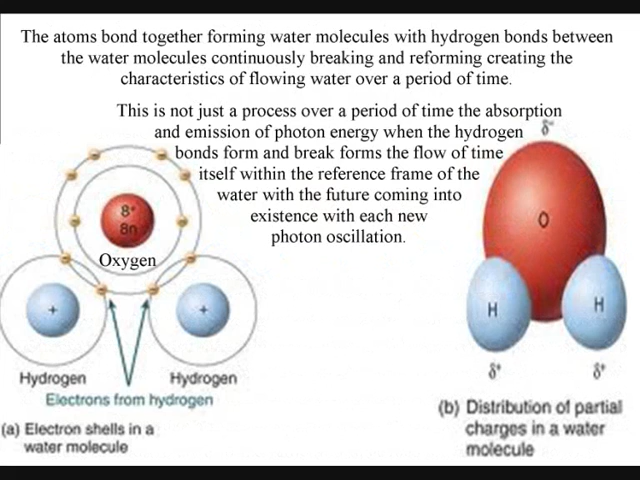 The atoms bond together forming water molecules with hydrogen bonds between
the water molecules continuously breaking and reforming creating the
characteristics of flowing water over a period of time.
This is not just a process over a period of time the absorption
and emission of photon energy when the hydrogen
bonds form and break forms the flow of time
itself within the reference frame of the
water with the future coming into
existence with each new
photon oscillation.
8+
8n
Oxygen
+
+
Hydrogen
Hydrogen
Electrons from hydrogen
(a) Electron shells in a
water molecule
δ-
O
H
H
δ+
δ+
(b) Distribution of partial
charges in a water
molecule